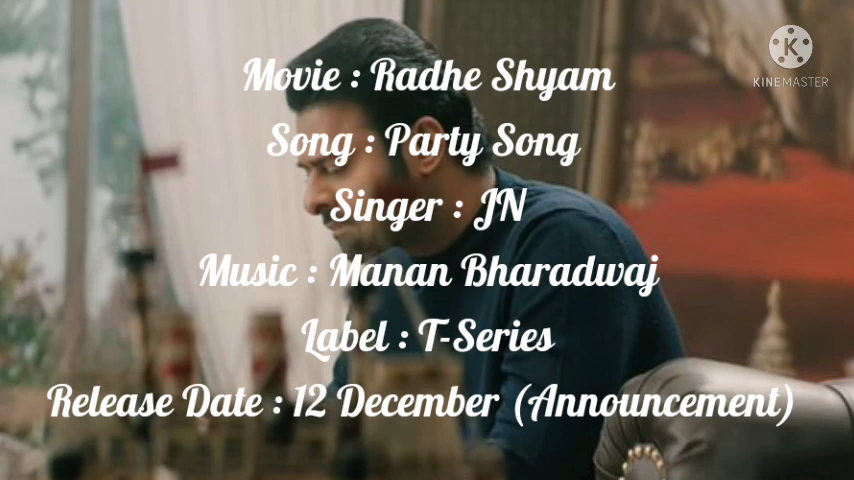 Movie : Radhe Shyam
K
KINEMASTER
Song : Party Song
Singer : JN
Music : Manan Bharadwaj
Label : T-Series
Release Date : 12 December (Announcement)